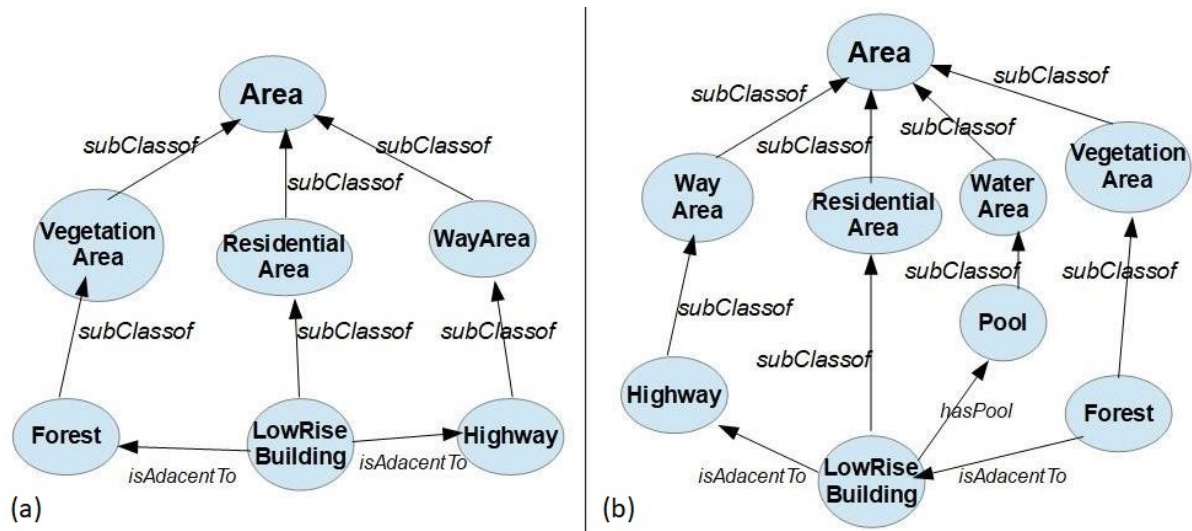 Area
subClassof
subClassof
subClassof
Vegetation
Area
Residential
Area
WayArea
subClassof
subClassof
subClassof
Forest
LowRise
Building
Highway
isAdacentTo
isAdacentTo
(a)
Area
subClassof
subClassof
subClassof
subClassof
Way
Area
Residential
Area
Water
Area
Vegetation
Area
subClassof
subClassof
subClassof
subClassof
Pool
Highway
hasPool
Forest
LowRise
Building
isAdacentTo
isAdacentTo
(b)